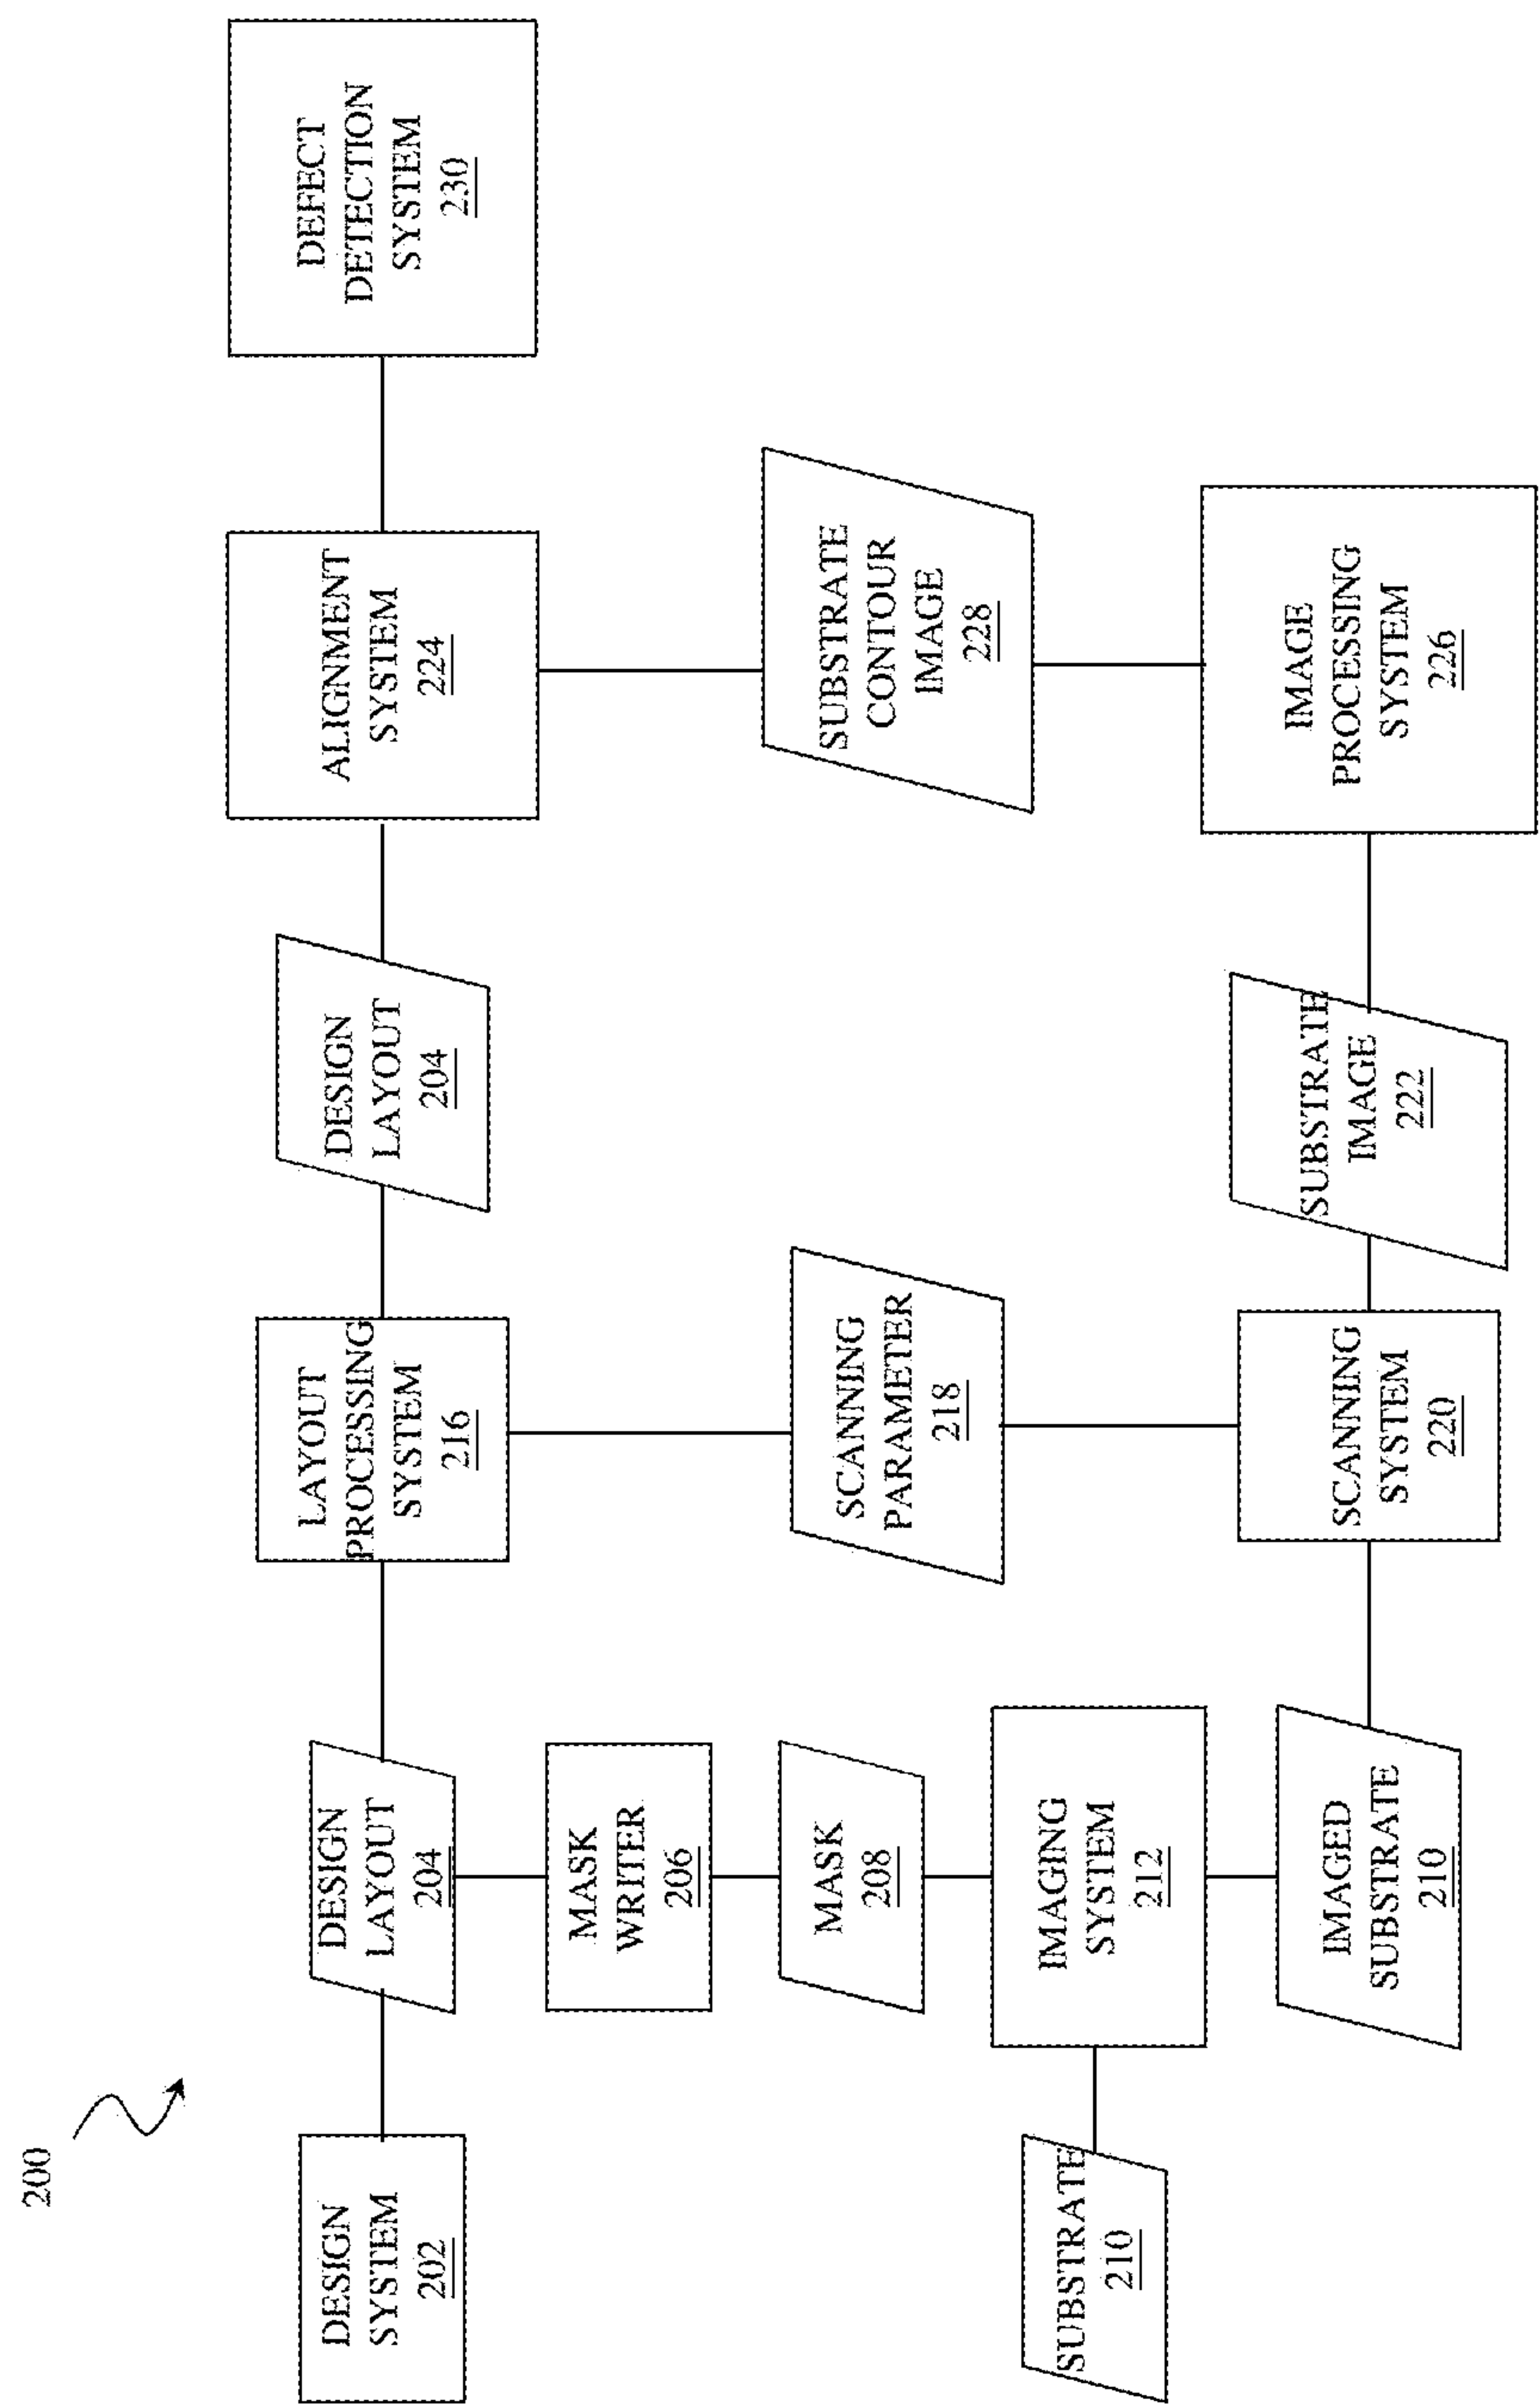 200
DESIGN
SYSTEM
202
DESIGN
LAYOUT
204
LAYOUT
PROCESSING
SYSTEM
216
DESIGN
LAYOUT
204
ALIGNMENT
SYSTEM
224
DEFECT
DETECTION
SYSTEM
230
MASK
WRITER
206
MASK
208
SCANNING
PARAMETER
218
SUBSTRATE
CONTOUR
IMAGE
228
SUBSTRATE
210
IMAGING
SYSTEM
212
IMAGED
SUBSTRATE
210
SCANNING
SYSTEM
220
SUBSTRATE
IMAGE
222
IMAGE
PROCESSING
SYSTEM
226